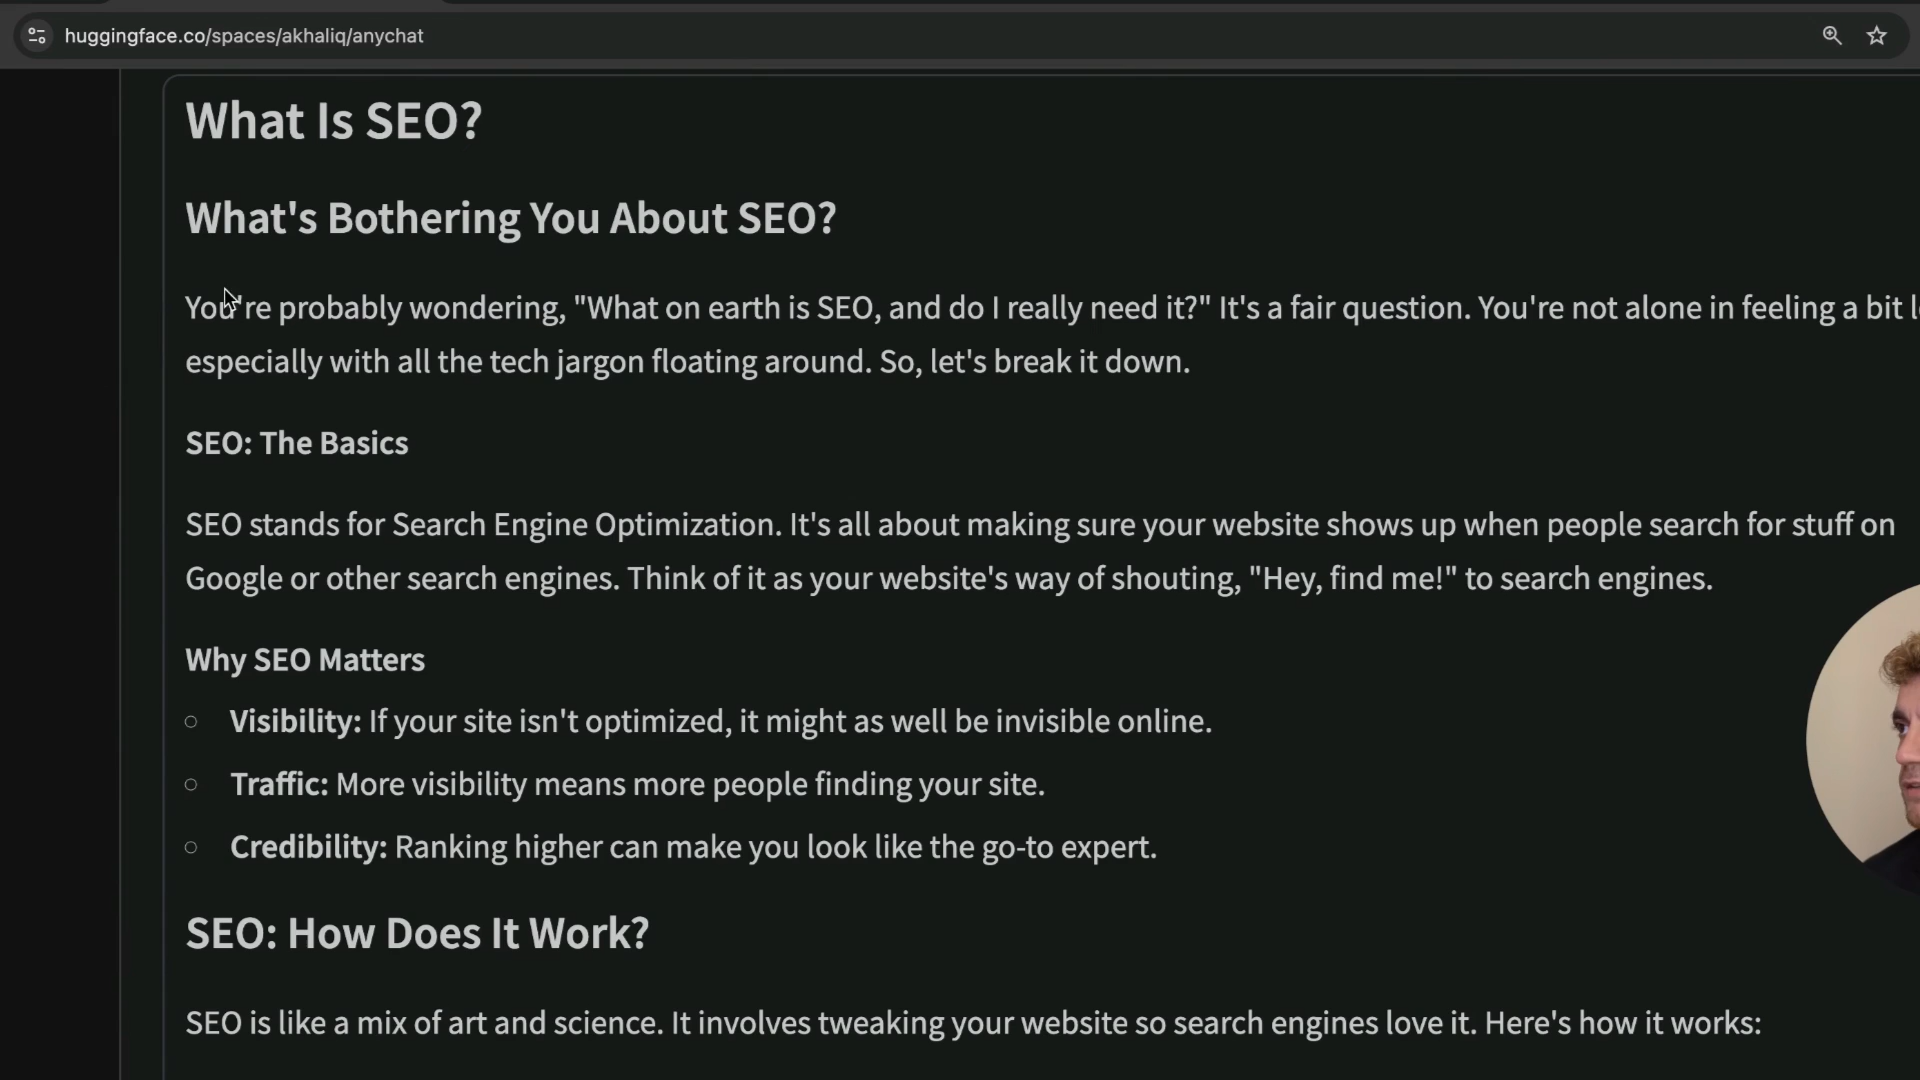 huggingface.co/spaces/akhaliq/anychat
What Is SEO?
What's Bothering You About SEO?
You're probably wondering, "What on earth is SEO, and do I really need it?" It's a fair question. You're not alone in feeling a bit
especially with all the tech jargon floating around. So, let's break it down.
SEO: The Basics
SEO stands for Search Engine Optimization. It's all about making sure your website shows up when people search for stuff on
Google or other search engines. Think of it as your website's way of shouting, "Hey, find me!" to search engines.
Why SEO Matters
Visibility: If your site isn't optimized, it might as well be invisible online.
Traffic: More visibility means more people finding your site.
Credibility: Ranking higher can make you look like the go-to expert.
SEO: How Does It Work?
SEO is like a mix of art and science. It involves tweaking your website so search engines love it. Here's how it works: